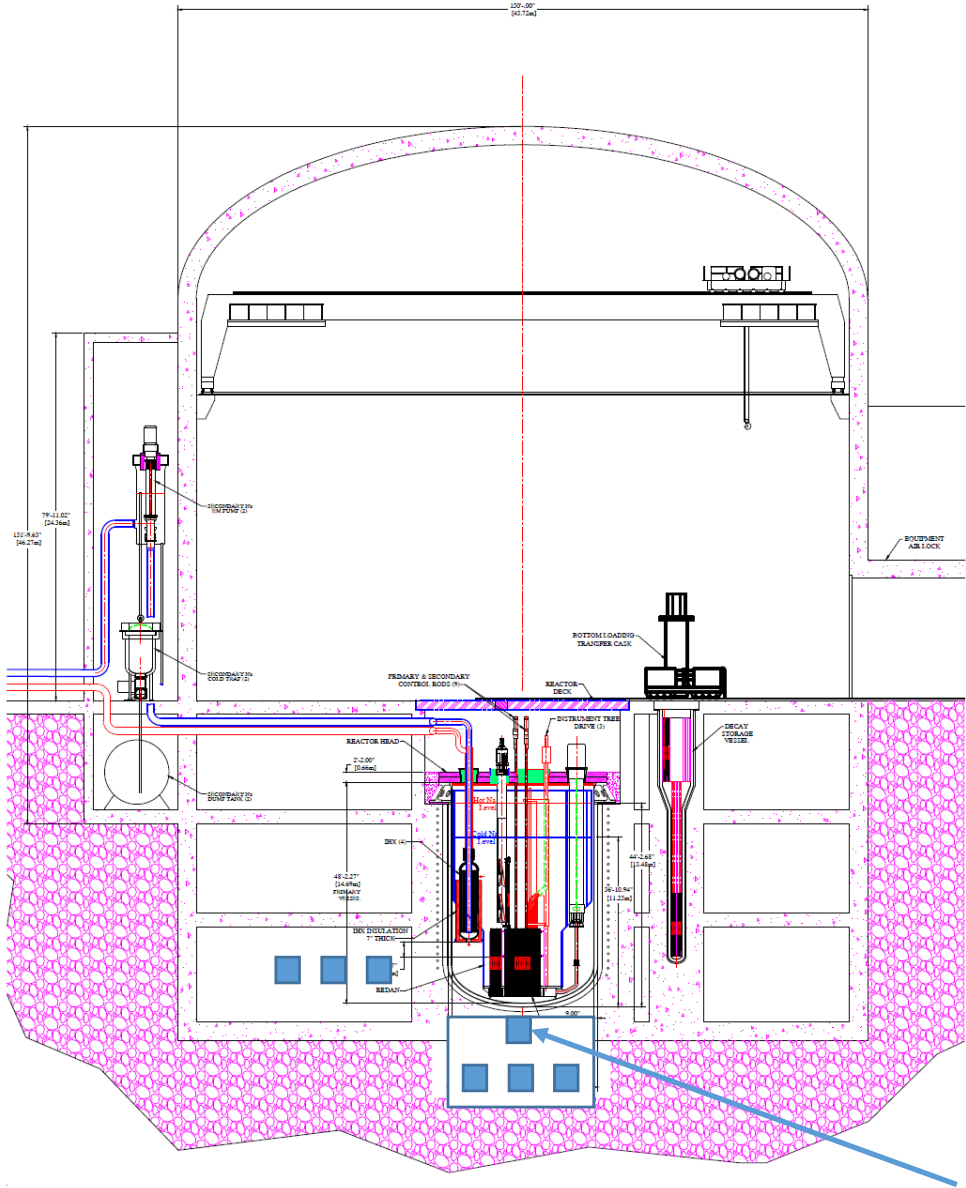 150'-.00"
[45.72m]
79'-11.02"
[24.36m]
151'-9.63"
[46.27m]
SECONDARY Na
EM PUMP (2)
EQUIPMENT
AIR LOCK
BOTTOM LOADING
TRANSFER CASK
SECONDARY Na
COLD TRAP (2)
PRIMARY & SECONDARY
CONTROL RODS (9)
REACTOR
DECK
INSTRUMENT TREE
DRIVE (3)
DECAY
STORAGE
VESSEL
REACTOR HEAD
2'-2.00"
[0.66m]
SECONDARY Na
DUMP TANK (2)
Hot Na
Level
Cold Na
Level
IHX (4)
44'-2.68"
[13.48m]
48'-2.27"
[14.69m]
PRIMARY
VESSEL
36'-10.94"
[11.25m]
IHX INSULATION
7" THICK
REDAN
9.00"